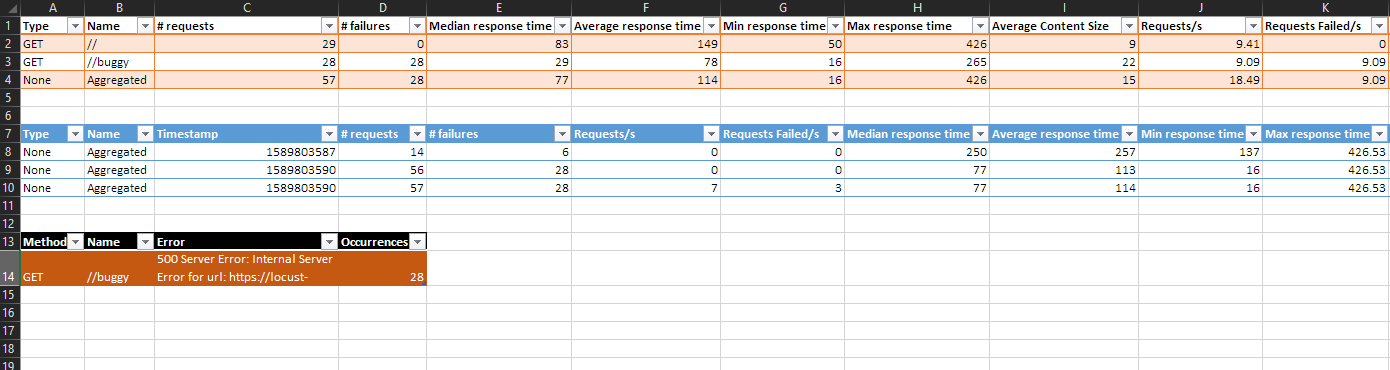 A B C D E F G H I J K
1 Type Name # requests # failures Median response time Average response time Min response time Max response time Average Content Size Requests/s Requests Failed/s
2 GET // 29 0 83 149 50 426 9 9.41 0
3 GET //buggy 28 28 29 78 16 265 22 9.09 9.09
4 None Aggregated 57 28 77 114 16 426 15 18.49 9.09
5
6
7 Type Name Timestamp # requests # failures Requests/s Requests Failed/s Median response time Average response time Min response time Max response time
8 None Aggregated 1589803587 14 6 0 0 250 257 137 426.53
9 None Aggregated 1589803590 56 28 0 0 77 113 16 426.53
10 None Aggregated 1589803590 57 28 7 3 77 114 16 426.53
11
12
13 Method Name Error Occurrences
500 Server Error: Internal Server
14 GET //buggy Error for url: https://locust- 28
15
16
17
18
19